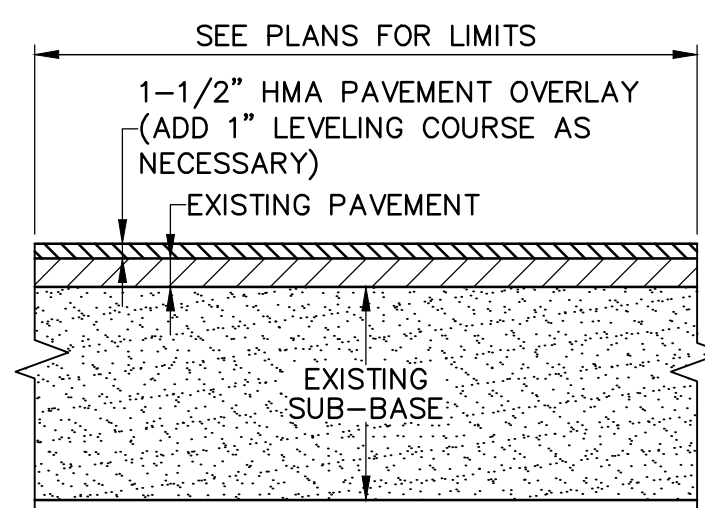 SEE PLANS FOR LIMITS
1-1/2" HMA PAVEMENT OVERLAY
(ADD 1" LEVELING COURSE AS
NECESSARY)
EXISTING PAVEMENT
EXISTING
SUB-BASE